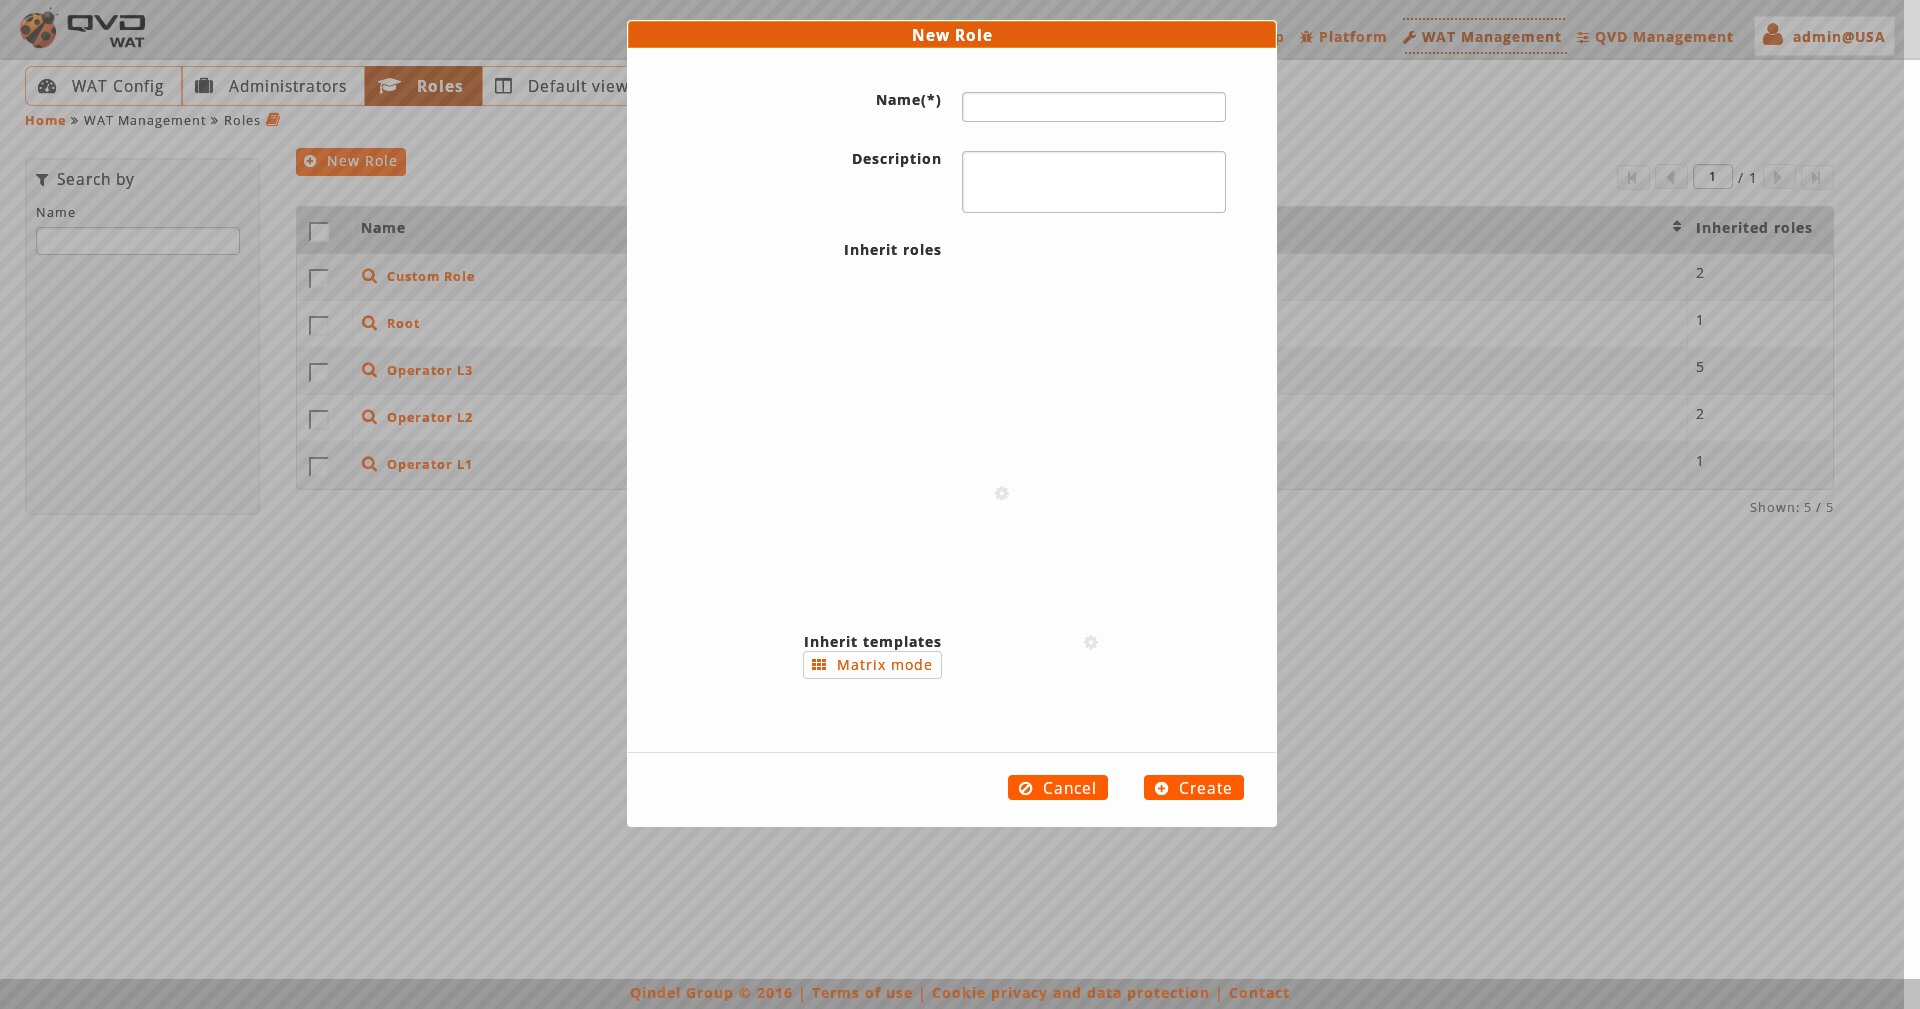 QVD
WAT
New Role
p
Platform
WAT Management
QVD Management
admin@USA
WAT Config
Administrators
Roles
Default view
Home » WAT Management » Roles
Search by
Name
New Role
1 / 1
Name
Inherited roles
Custom Role
2
Root
1
Operator L3
5
Operator L2
2
Operator L1
1
Shown: 5 / 5
Name(*)
Description
Inherit roles
Inherit templates
Matrix mode
Cancel
Create
Qindel Group © 2016 | Terms of use | Cookie privacy and data protection | Contact